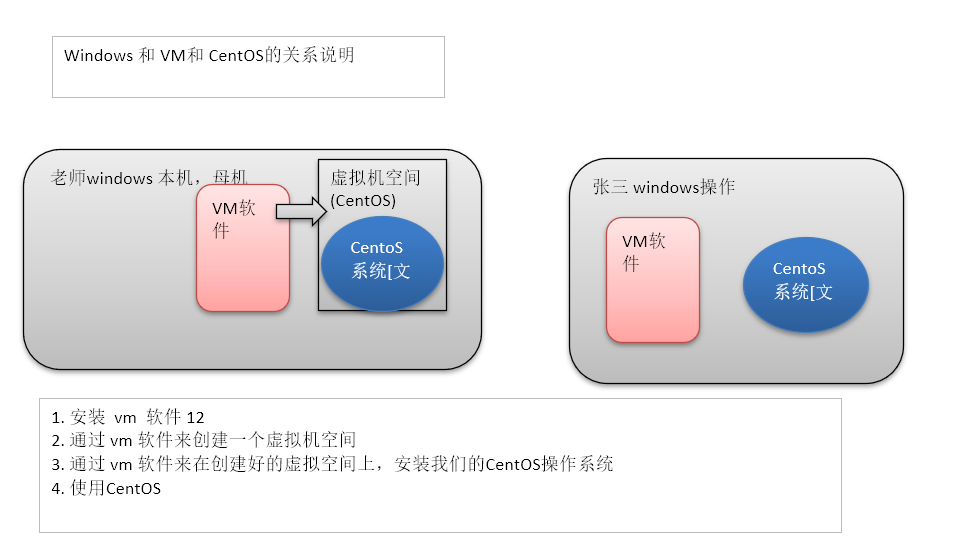 Windows 和 VM和 CentOS的关系说明
老师windows 本机，母机
VM软
件
虚拟机空间
(CentOS)
CentoS
系统[文
张三 windows操作
VM软
件
CentoS
系统[文
1. 安装 vm 软件 12
2. 通过 vm 软件来创建一个虚拟机空间
3. 通过 vm 软件来在创建好的虚拟空间上，安装我们的CentOS操作系统
4. 使用CentOS